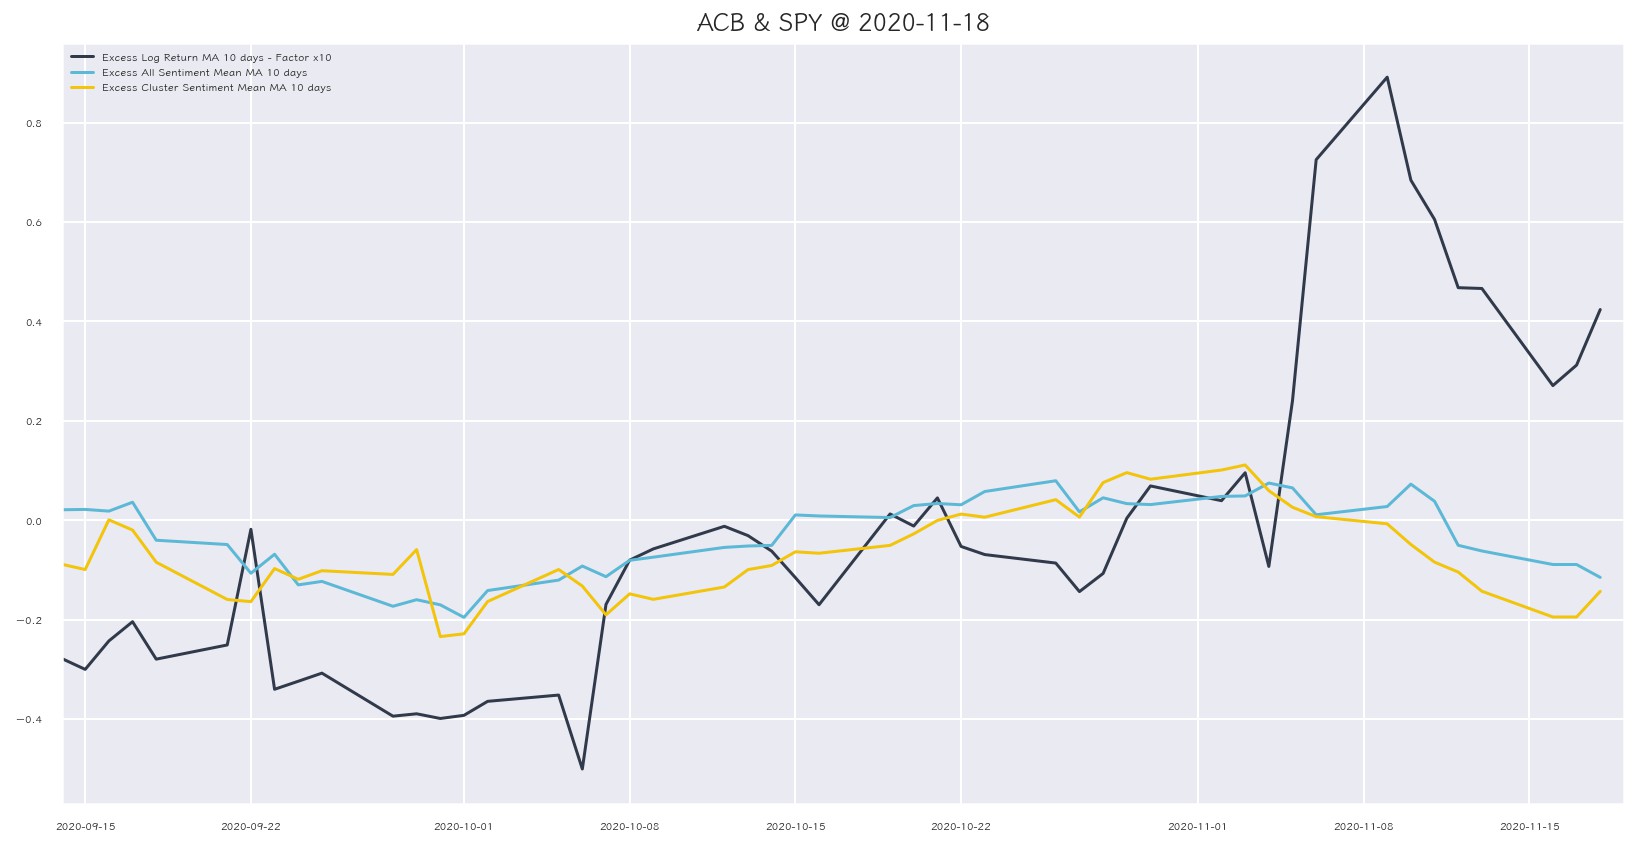 ACB & SPY @ 2020-11-18
Excess Log Return MA 10 days - Factor x10
Excess All Sentiment Mean MA 10 days
Excess Cluster Sentiment Mean MA 10 days
0.8
0.6
0.4
0.2
0.0
−0.2
−0.4
2020-09-15 2020-09-22 2020-10-01 2020-10-08 2020-10-15 2020-10-22 2020-11-01 2020-11-08 2020-11-15